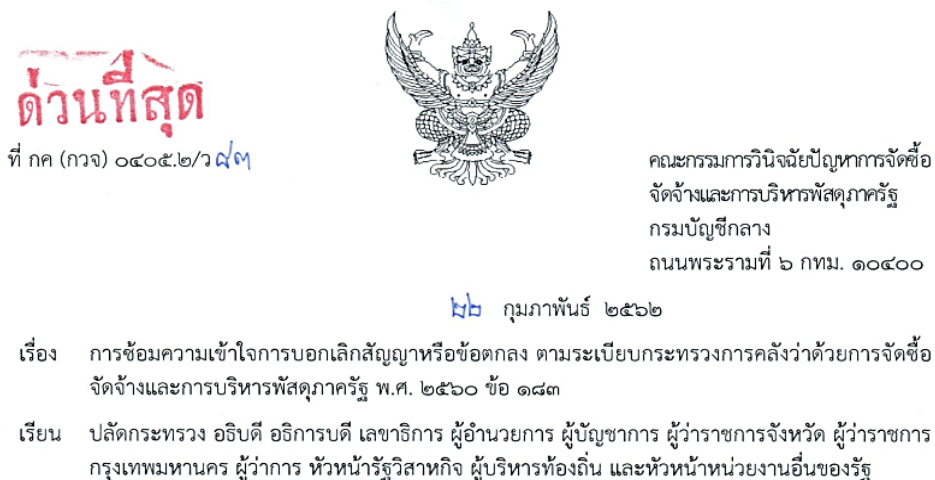 ด่วนที่สุด
ที่ กค (กวจ) ๐๔๐๕.๒/ว ๘๓
คณะกรรมการวินิจฉัยปัญหาการจัดซื้อ
จัดจ้างและการบริหารพัสดุภาครัฐ
กรมบัญชีกลาง
ถนนพระรามที่ ๖ กทม. ๑๐๔๐๐
๒๒ กุมภาพันธ์ ๒๕๖๒
เรื่อง การซ้อมความเข้าใจการบอกเลิกสัญญาหรือข้อตกลง ตามระเบียบกระทรวงการคลังว่าด้วยการจัดซื้อ
จัดจ้างและการบริหารพัสดุภาครัฐ พ.ศ. ๒๕๖๐ ข้อ ๑๘๓
เรียน ปลัดกระทรวง อธิบดี อธิการบดี เลขาธิการ ผู้อำนวยการ ผู้บัญชาการ ผู้ว่าราชการจังหวัด ผู้ว่าราชการ
กรุงเทพมหานคร ผู้ว่าการ หัวหน้ารัฐวิสาหกิจ ผู้บริหารท้องถิ่น และหัวหน้าหน่วยงานอื่นของรัฐ